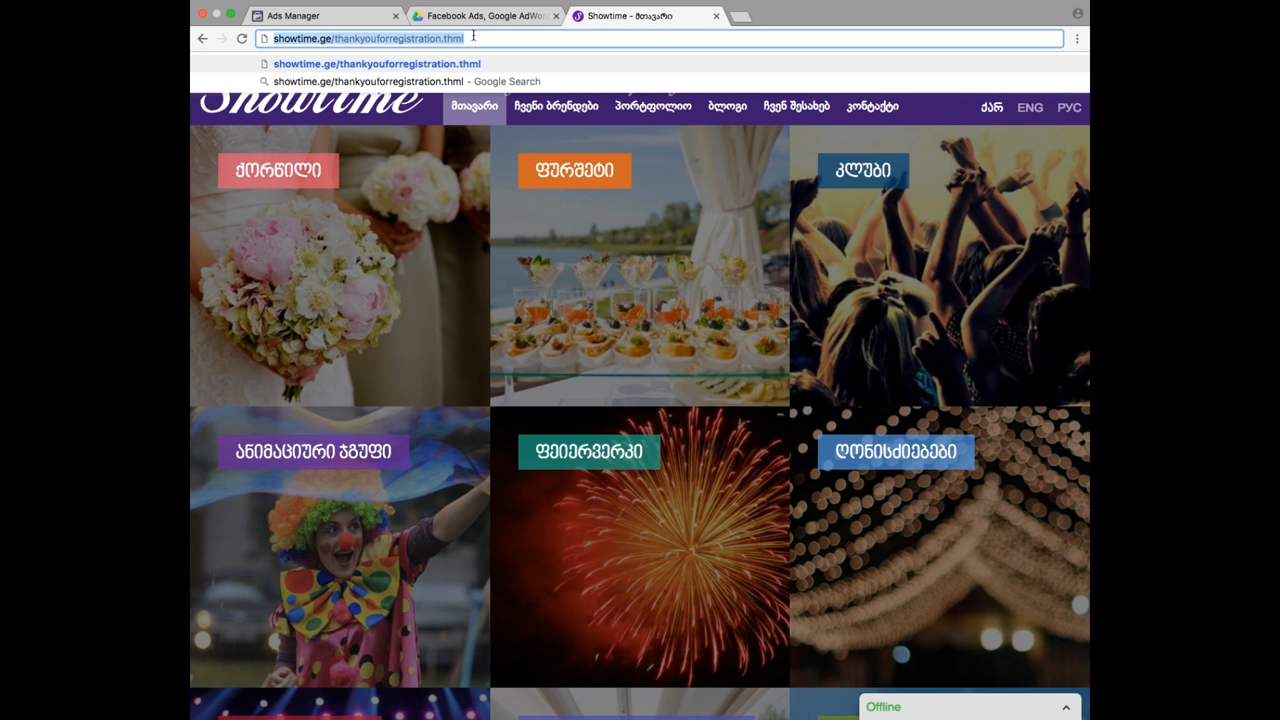 Ads Manager
Facebook Ads, Google AdWor
Showtime - მთავარი
showtime.ge/thankyouforregistration.thml
showtime.ge/thankyouforregistration.thml
showtime.ge/thankyouforregistration.thml - Google Search
Showtime
მთავარი
ჩვენი ბრენდები
პორტფოლიო
ბლოგი
ჩვენ შესახებ
კონტაქტი
ქარ
ENG
РУС
ქორწილი
ფურშეტი
კლუბი
ანიმაციური ჯგუფი
ფეიერვერკი
ღონისძიებები
Offline